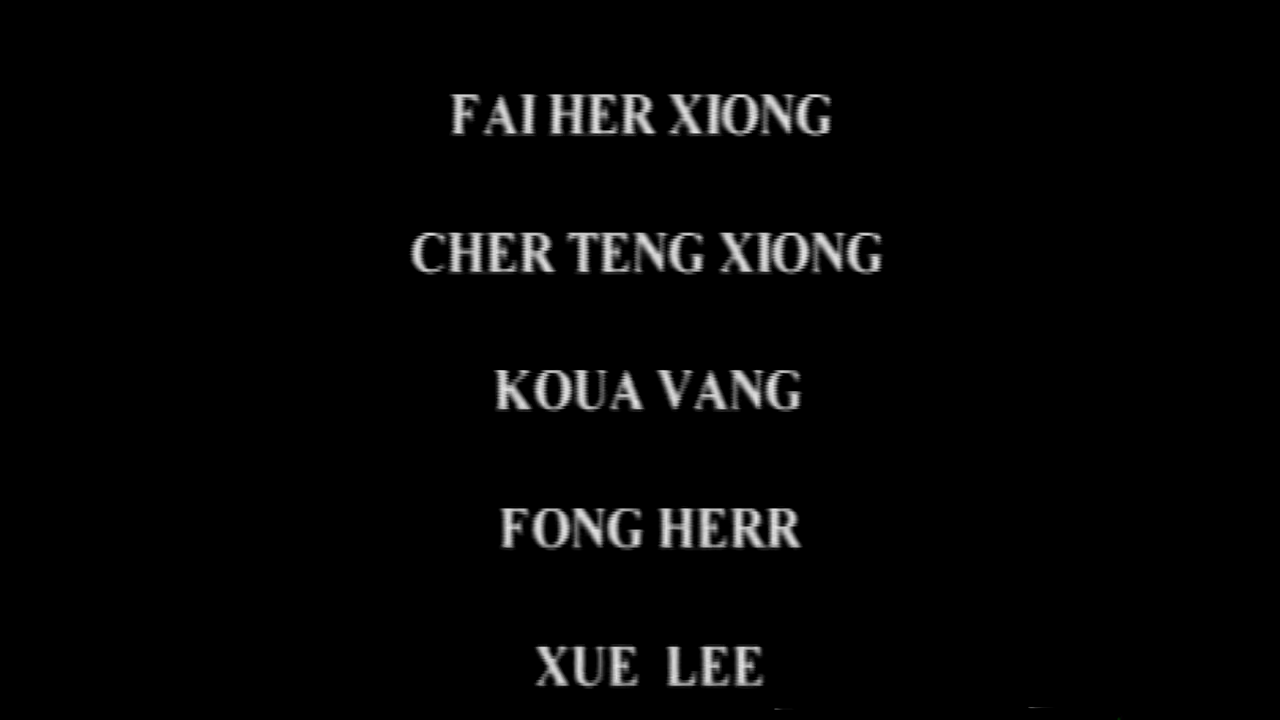 FAI HER XIONG
CHER TENG XIONG
KOUA VANG
FONG HERR
XUE LEE